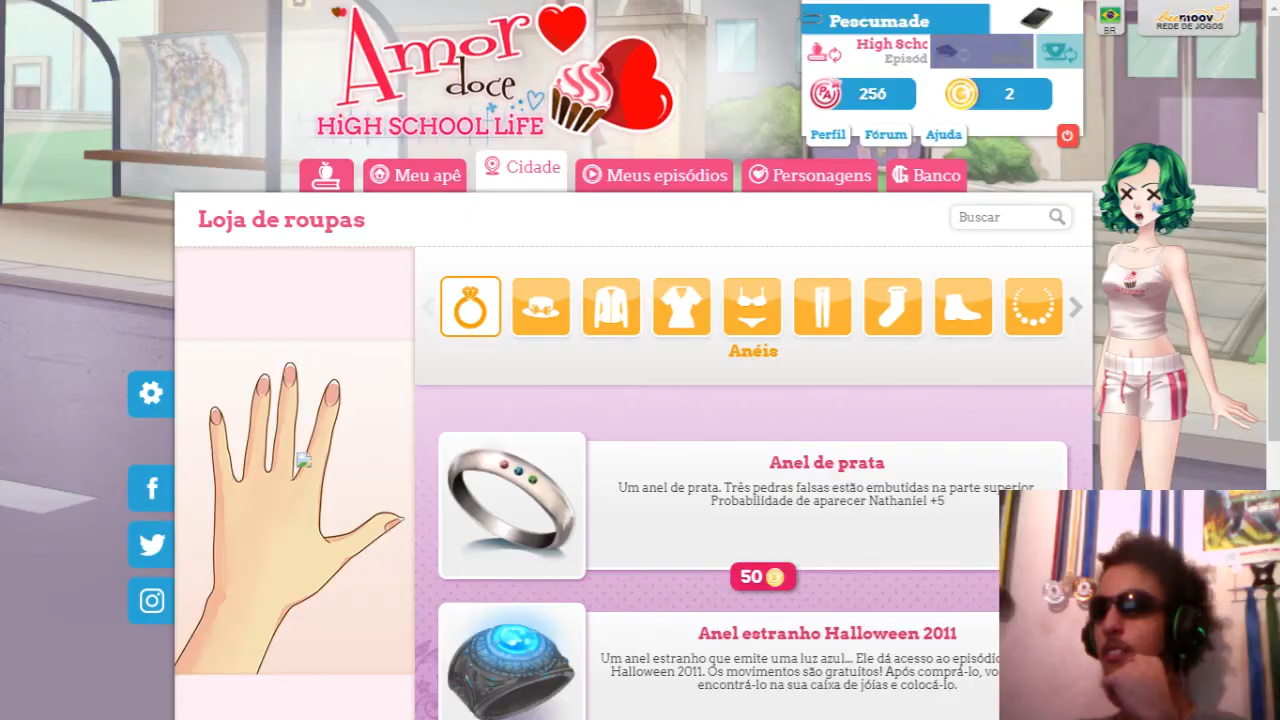 Amor
doce
HiGH SCHOOL LiFE
Pescumade
High Scho
Episód
PA 256
2
Perfil Fórum Ajuda
BR
beemoov
REDE DE JOGOS
Meu apê
Cidade
Meus episódios
Personagens
Banco
Loja de roupas
Buscar
Anéis
Anel de prata
Um anel de prata. Três pedras falsas estão embutidas na parte superior.
Probabilidade de aparecer Nathaniel +5
50
Anel estranho Halloween 2011
Um anel estranho que emite uma luz azul... Ele dá acesso ao episódio
Halloween 2011. Os movimentos são gratuitos! Após comprá-lo, vo
encontrá-lo na sua caixa de jóias e colocá-lo.